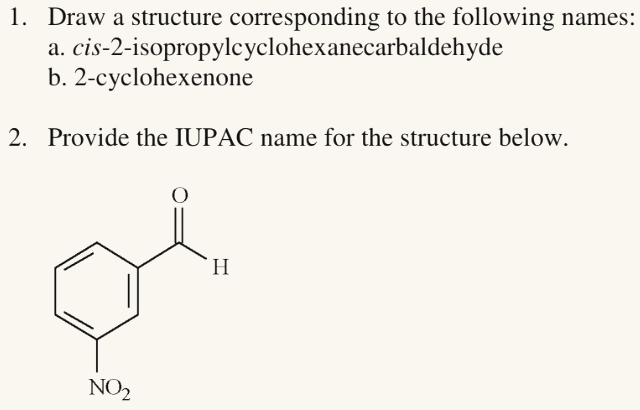 1. Draw a structure corresponding to the following names:
a. cis-2-isopropylcyclohexanecarbaldehyde
b. 2-cyclohexenone
2. Provide the IUPAC name for the structure below.
O
H
NO₂